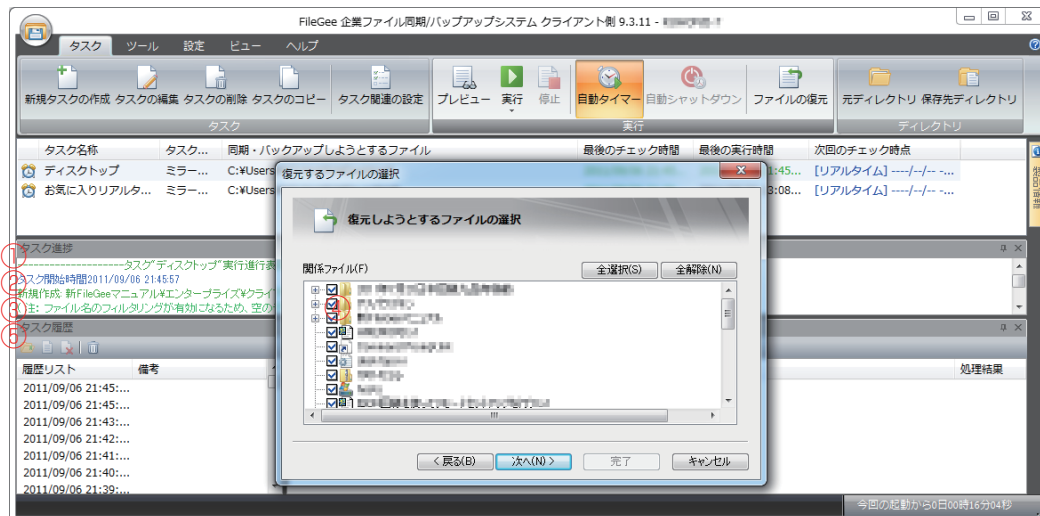 FileGee 企業ファイル同期/バップアップシステム クライアント側 9.3.11 -
タスク ツール 設定 ビュー ヘルプ
新規タスクの作成 タスクの編集 タスクの削除 タスクのコピー タスク関連の設定 プレビュー 実行 停止 自動タイマー 自動シャットダウン ファイルの復元 元ディレクトリ 保存先ディレクトリ
タスク 実行 ディレクトリ
タスク名称 タスク... 同期・バックアップしようとするファイル 最後のチェック時間 最後の実行時間 次回のチェック時点
ディスクトップ ミラー... C:¥Users 1:45... [リアルタイム] ----/--/-- -...
お気に入りリアルタ... ミラー... C:¥Users 3:08... [リアルタイム] ----/--/-- -...
復元するファイルの選択
復元しようとするファイルの選択
関係ファイル(F) 全選択(S) 全解除(N)
< 戻る(B) 次へ(N) > 完了 キャンセル
① タスク進捗
--------------------タスグ"ディスクトップ"実行進行表
② タスク開始時間2011/09/06 21:45:57
新規作成 新FileGeeマニュアル¥エンタープライズ¥クライ
③ 注: ファイル名のフィルタリングが有効になるため、空の
タスク履歴
⑤
履歴リスト 備考 処理結果
2011/09/06 21:45:...
2011/09/06 21:45:...
2011/09/06 21:43:...
2011/09/06 21:42:...
2011/09/06 21:41:...
2011/09/06 21:40:...
2011/09/06 21:39:...
今回の起動から0日00時16分04秒